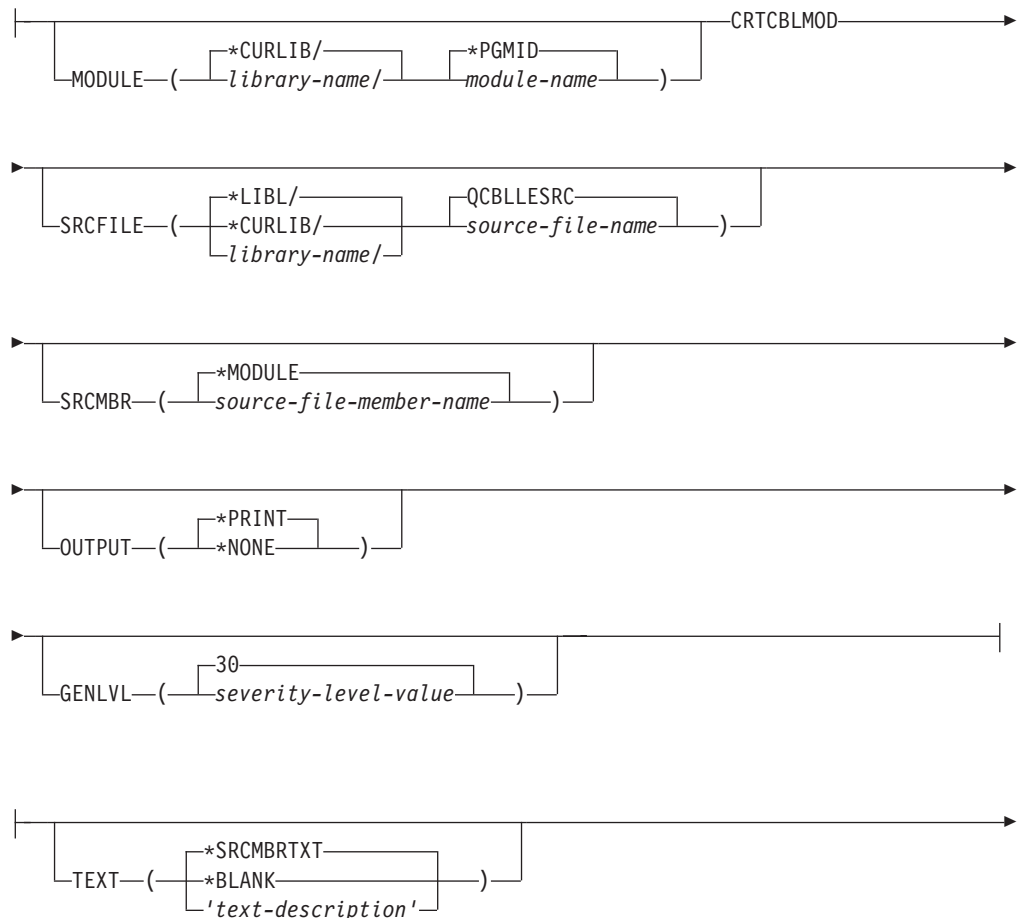 CRTCBLMOD
*CURLIB/ *PGMID
MODULE ( library-name/ module-name )
*LIBL/ QCBLLESRC
SRCFILE ( *CURLIB/ source-file-name )
library-name/
*MODULE
SRCMBR ( source-file-member-name )
*PRINT
OUTPUT ( *NONE )
30
GENLVL ( severity-level-value )
*SRCMBRTXT
TEXT ( *BLANK )
'text-description'